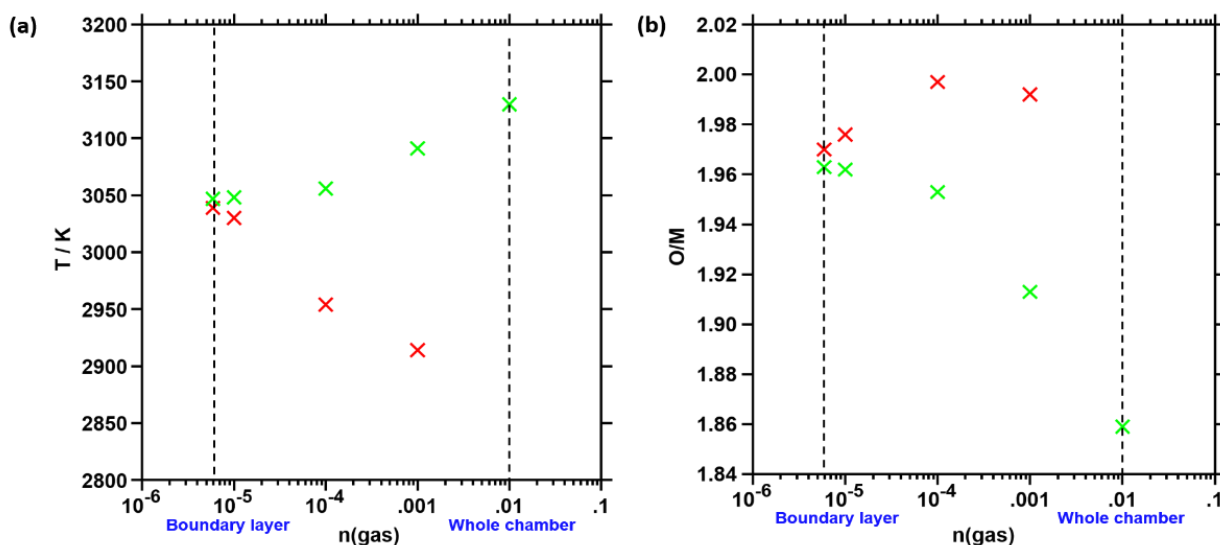 (a)
3200
3150
3100
3050
3000
2950
2900
2850
2800
T / K
10-6 10-5 10-4 .001 .01 .1
Boundary layer Whole chamber
n(gas)
(b)
2.02
2.00
1.98
1.96
1.94
1.92
1.90
1.88
1.86
1.84
O/M
10-6 10-5 10-4 .001 .01 .1
Boundary layer Whole chamber
n(gas)